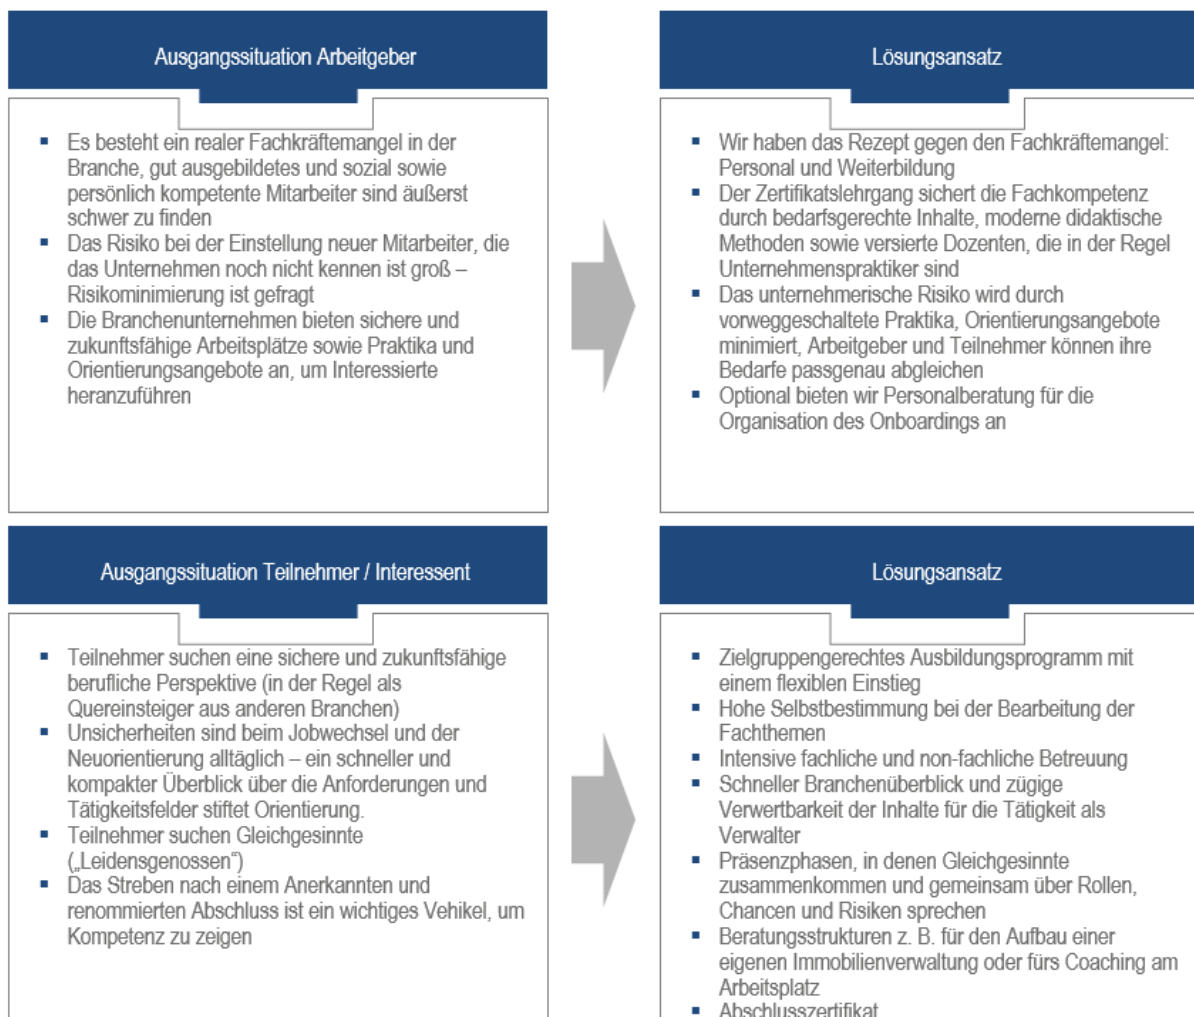 Ausgangssituation Arbeitgeber
▪ Es besteht ein realer Fachkräftemangel in der
Branche, gut ausgebildetes und sozial sowie
persönlich kompetente Mitarbeiter sind äußerst
schwer zu finden
▪ Das Risiko bei der Einstellung neuer Mitarbeiter, die
das Unternehmen noch nicht kennen ist groß –
Risikominimierung ist gefragt
▪ Die Branchenunternehmen bieten sichere und
zukunftsfähige Arbeitsplätze sowie Praktika und
Orientierungsangebote an, um Interessierte
heranzuführen
Lösungsansatz
▪ Wir haben das Rezept gegen den Fachkräftemangel:
Personal und Weiterbildung
▪ Der Zertifikatslehrgang sichert die Fachkompetenz
durch bedarfsgerechte Inhalte, moderne didaktische
Methoden sowie versierte Dozenten, die in der Regel
Unternehmenspraktiker sind
▪ Das unternehmerische Risiko wird durch
vorweggeschaltete Praktika, Orientierungsangebote
minimiert, Arbeitgeber und Teilnehmer können ihre
Bedarfe passgenau abgleichen
▪ Optional bieten wir Personalberatung für die
Organisation des Onboardings an
Ausgangssituation Teilnehmer / Interessent
▪ Teilnehmer suchen eine sichere und zukunftsfähige
berufliche Perspektive (in der Regel als
Quereinsteiger aus anderen Branchen)
▪ Unsicherheiten sind beim Jobwechsel und der
Neuorientierung alltäglich – ein schneller und
kompakter Überblick über die Anforderungen und
Tätigkeitsfelder stiftet Orientierung.
▪ Teilnehmer suchen Gleichgesinnte
(„Leidensgenossen“)
▪ Das Streben nach einem Anerkannten und
renommierten Abschluss ist ein wichtiges Vehikel, um
Kompetenz zu zeigen
Lösungsansatz
▪ Zielgruppengerechtes Ausbildungsprogramm mit
einem flexiblen Einstieg
▪ Hohe Selbstbestimmung bei der Bearbeitung der
Fachthemen
▪ Intensive fachliche und non-fachliche Betreuung
▪ Schneller Branchenüberblick und zügige
Verwertbarkeit der Inhalte für die Tätigkeit als
Verwalter
▪ Präsenzphasen, in denen Gleichgesinnte
zusammenkommen und gemeinsam über Rollen,
Chancen und Risiken sprechen
▪ Beratungsstrukturen z. B. für den Aufbau einer
eigenen Immobilienverwaltung oder fürs Coaching am
Arbeitsplatz
▪ Abschlusszertifikat